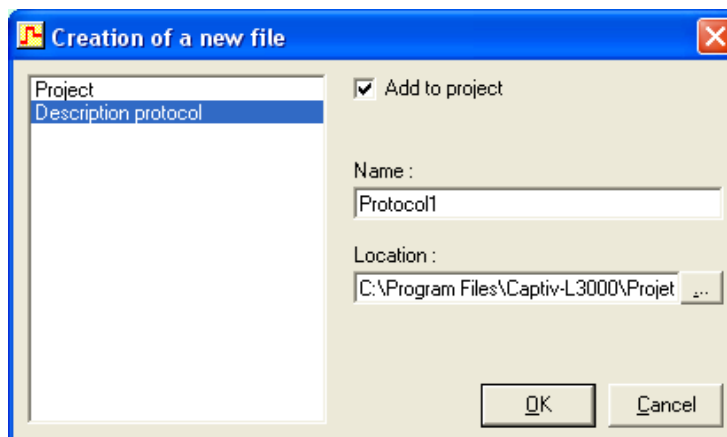 Creation of a new file
Project
Description protocol
Add to project
Name :
Protocol1
Location :
C:\Program Files\Captiv-L3000\Projet
...
OK
Cancel